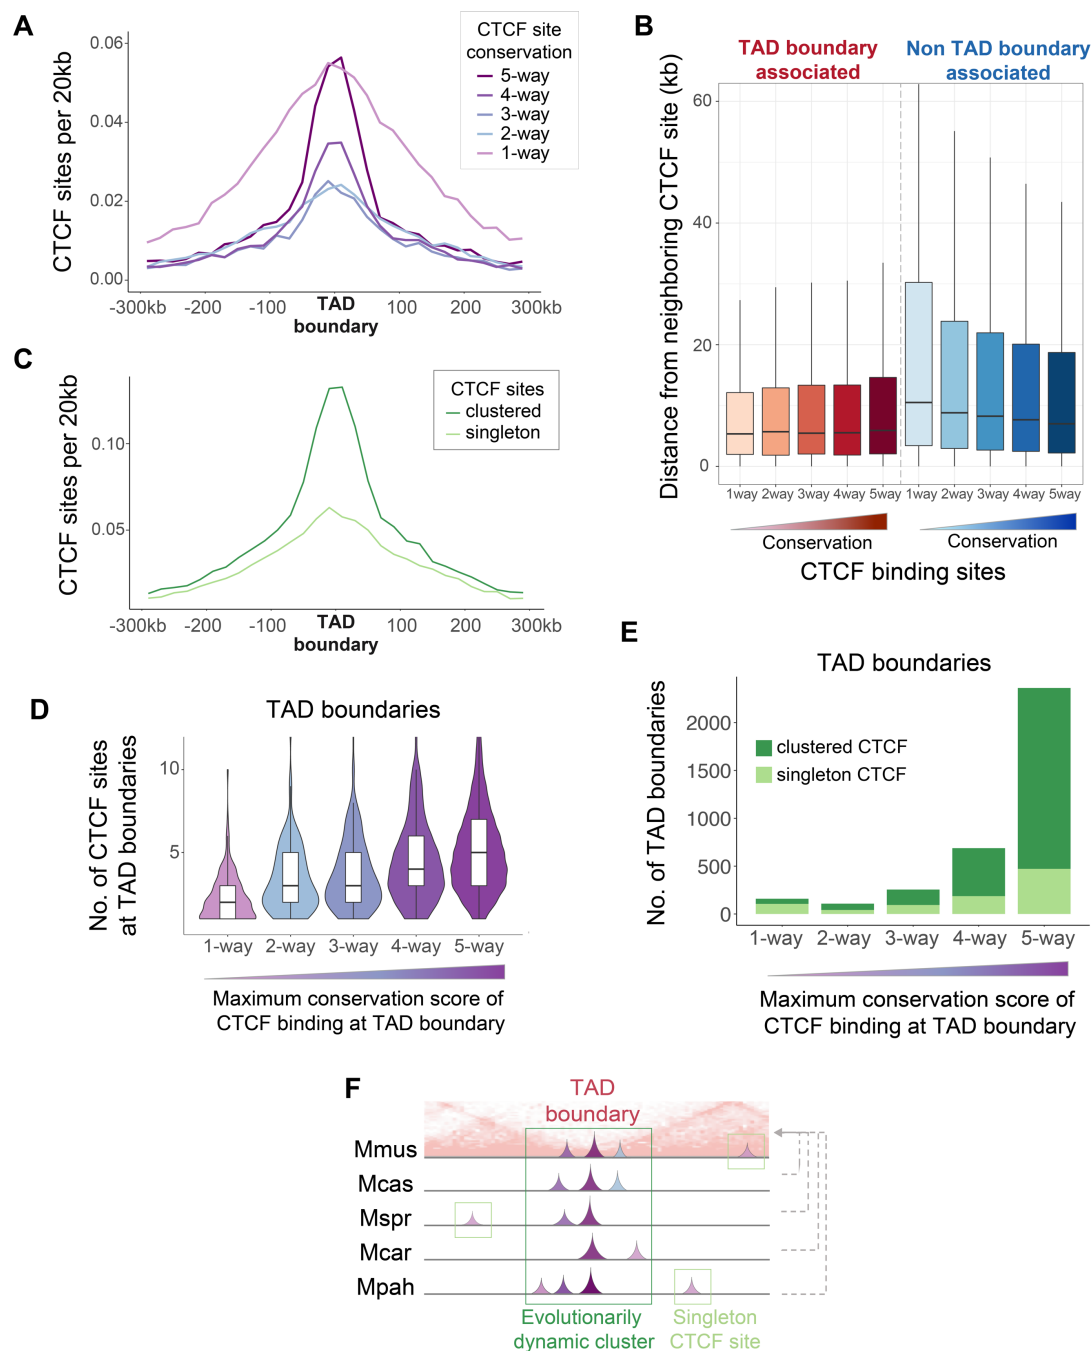 A
CTCF site
conservation
5-way
4-way
3-way
2-way
1-way
CTCF sites per 20kb
0.06
0.04
0.02
0.00
-300kb
-200
-100
TAD
boundary
100
200
300kb
B
TAD boundary
associated
Non TAD boundary
associated
Distance from neighboring CTCF site (kb)
60
40
20
0
1way
2way
3way
4way
5way
1way
2way
3way
4way
5way
Conservation
Conservation
CTCF binding sites
C
CTCF sites
clustered
singleton
CTCF sites per 20kb
0.10
0.05
-300kb
-200
-100
TAD
boundary
100
200
300kb
D
TAD boundaries
No. of CTCF sites
at TAD boundaries
10
5
1-way
2-way
3-way
4-way
5-way
Maximum conservation score of
CTCF binding at TAD boundary
E
TAD boundaries
No. of TAD boundaries
2000
1500
1000
500
0
clustered CTCF
singleton CTCF
1-way
2-way
3-way
4-way
5-way
Maximum conservation score of
CTCF binding at TAD boundary
F
TAD
boundary
Mmus
Mcas
Mspr
Mcar
Mpah
Evolutionarily
dynamic cluster
Singleton
CTCF site